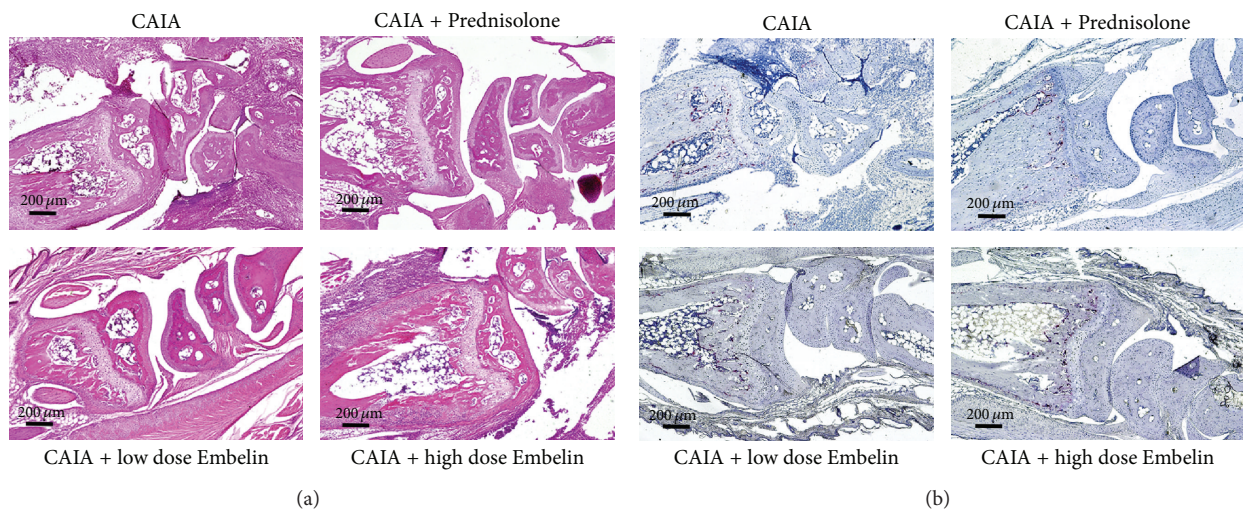 CAIA
CAIA + Prednisolone
CAIA
CAIA + Prednisolone
200 μm
200 μm
200 μm
200 μm
200 μm
200 μm
200 μm
200 μm
CAIA + low dose Embelin
CAIA + high dose Embelin
CAIA + low dose Embelin
CAIA + high dose Embelin
(a)
(b)